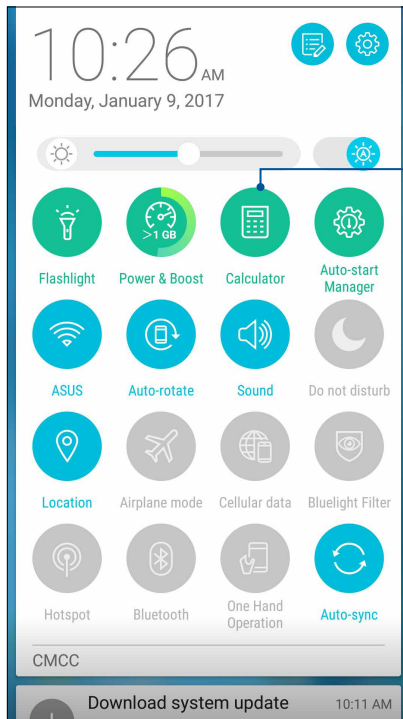 10:26 AM
Monday, January 9, 2017
A
>1 GB
Flashlight
Power & Boost
Calculator
Auto-start
Manager
ASUS
Auto-rotate
Sound
Do not disturb
Location
Airplane mode
Cellular data
Bluelight Filter
Hotspot
Bluetooth
One Hand
Operation
Auto-sync
CMCC
Download system update 10:11 AM